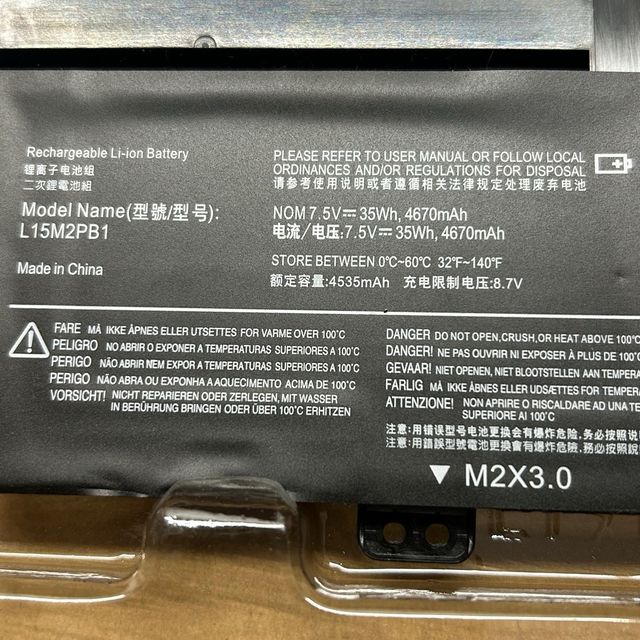 Rechargeable Li-ion Battery
锂离子电池組
二次鋰電池組
Model Name(型號/型号):
L15M2PB1
Made in China
PLEASE REFER TO USER MANUAL OR FOLLOW LOCAL
ORDINANCES AND/OR REGULATIONS FOR DISPOSAL
请参考使用说明或者遵循相关法律规定处理废弃电池
NOM 7.5V⎓35Wh, 4670mAh
电流/电压:7.5V⎓35Wh, 4670mAh
STORE BETWEEN 0°C~60°C 32°F~140°F
额定容量:4535mAh 充电限制电压:8.7V
FARE MÅ IKKE ÅPNES ELLER UTSETTES FOR VARME OVER 100°C
PELIGRO NO ABRIR O EXPONER A TEMPERATURAS SUPERIORES A 100°C
PERIGO NÃO ABRIR NEM EXPOR A TEMPERATURAS SUPERIORES A 100°C
PERIGO NÃO ABRA OU EXPONHA A AQUECIMENTO ACIMA DE 100°C
VORSICHT! NICHT REPARIEREN ODER ZERLEGEN, MIT WASSER
IN BERÜHRUNG BRINGEN ODER ÜBER 100°C ERHITZEN
DANGER DO NOT OPEN,CRUSH,OR HEAT ABOVE 100°C
DANGER! NE PAS OUVRIR NI EXPOSER À PLUS DE 100°
GEVAAR! NIET OPENEN, NIET BLOOTSTELLEN AAN TEMPERA
FARLIG MÅ IKKE ÅBNES ELLER UDSÆTTES FOR TEMPER
ATTENZIONE! NON APRIRE O RISCALDARE AD UNA TE
SUPERIORE AI 100°C
注意:用错误型号电池更换会有爆炸危险,务必按照说
注意:用錯誤型號電池更換會有爆炸危險,務必按照說
▼ M2X3.0